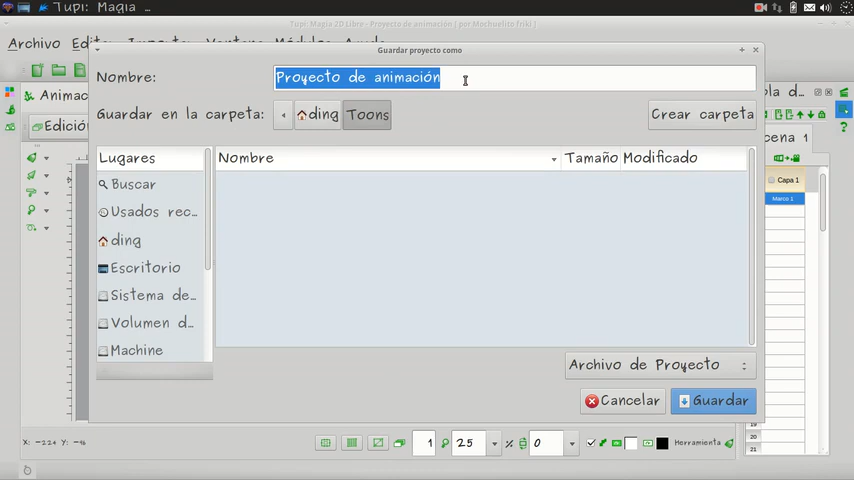 Tupi: Magia ...
Tupi: Magia 2D Libre - Proyecto de animación [ por Mochuelito friki ]
Archivo
Guardar proyecto como
Nombre: Proyecto de animación
Guardar en la carpeta: ding Toons Crear carpeta
Animac
Edición
Lugares Nombre Tamaño Modificado
Buscar
Usados rec...
ding
Escritorio
Sistema de...
Volumen d...
Machine
Archivo de Proyecto
Cancelar Guardar
cena 1
Capa 1
Marco 1
X: -224 Y: -16 1 25 % 0 Herramienta
19
20
21